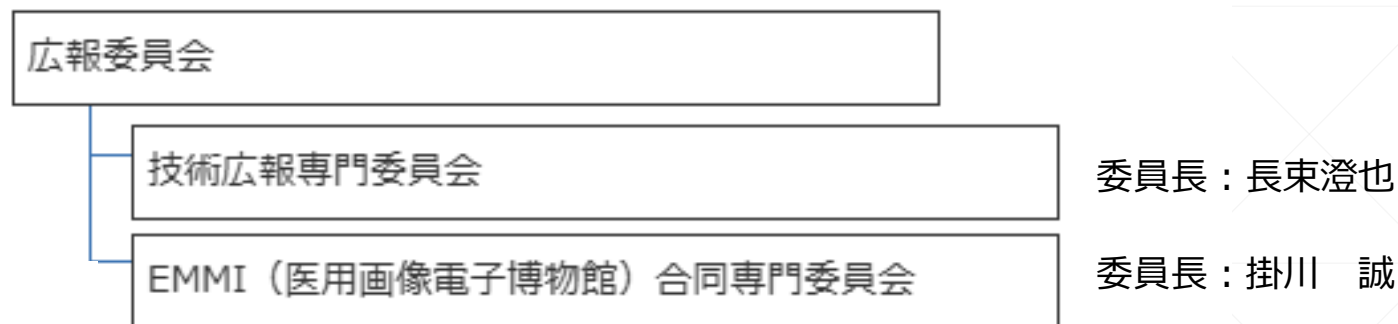 広報委員会
技術広報専門委員会
委員長：長束澄也
EMMI（医用画像電子博物館）合同専門委員会
委員長：掛川　誠